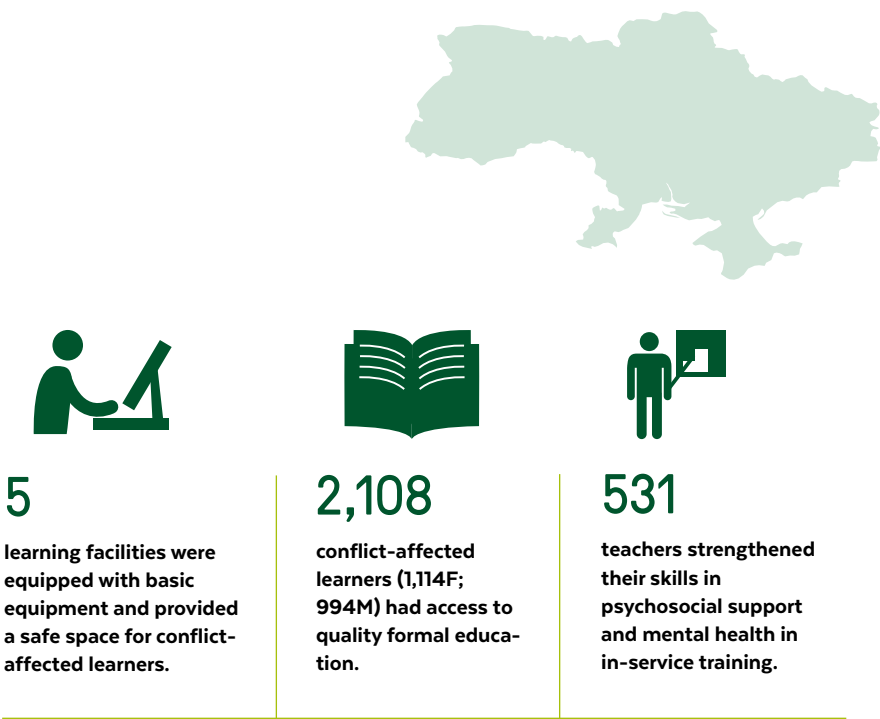 5
learning facilities were
equipped with basic
equipment and provided
a safe space for conflict-
affected learners.
2,108
conflict-affected
learners (1,114F;
994M) had access to
quality formal educa-
tion.
531
teachers strengthened
their skills in
psychosocial support
and mental health in
in-service training.